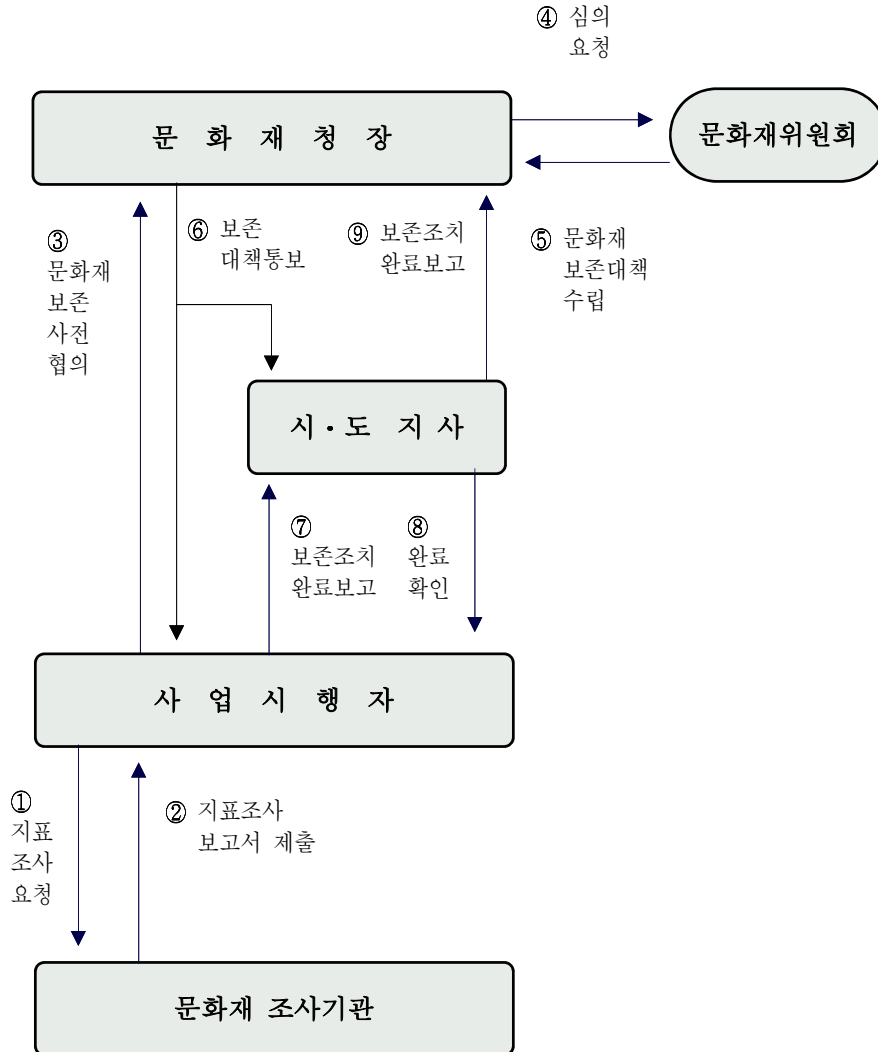 ④ 심의
요청
문 화 재 청 장
문화재위원회
③
문화재
보존
사전
협의
⑥ 보존
대책통보
⑨ 보존조치
완료보고
⑤ 문화재
보존대책
수립
시·도 지 사
⑦
보존조치
완료보고
⑧
완료
확인
사 업 시 행 자
①
지표
조사
요청
② 지표조사
보고서 제출
문화재 조사기관